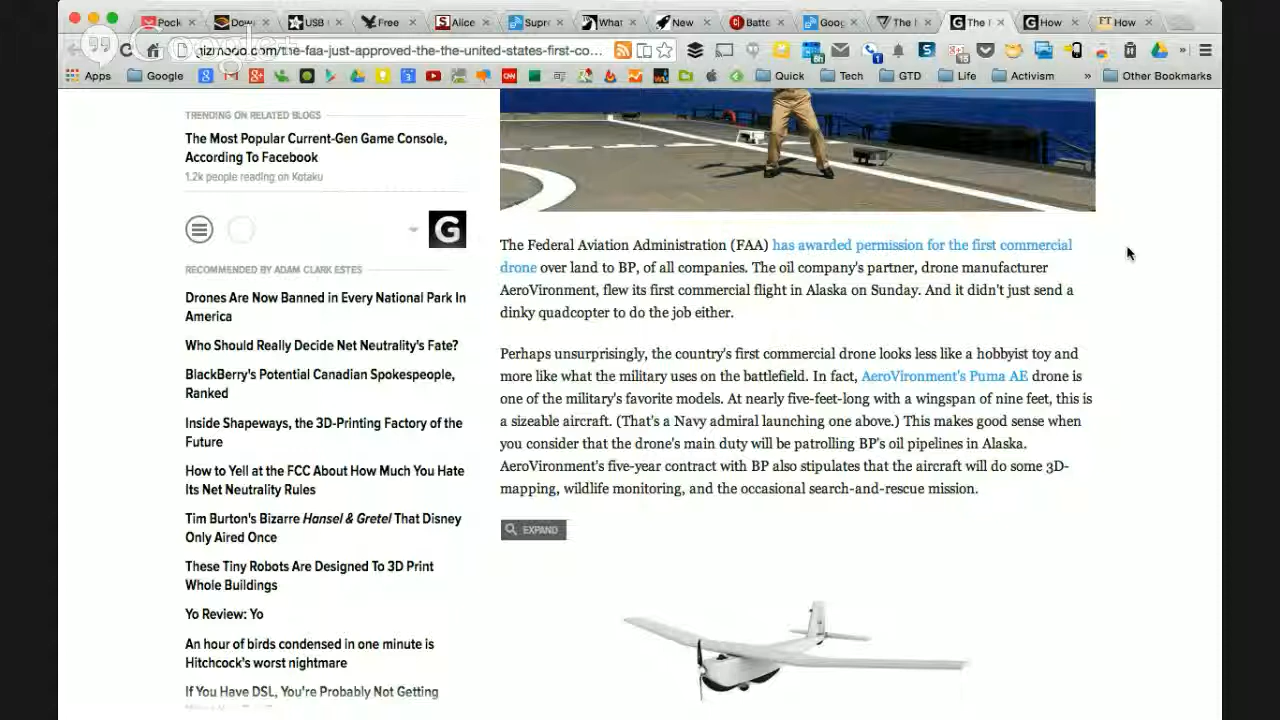 Pock
Dow
USB
Free
Alice
Supre
What
New
Batte
Goog
The I
The I
How
How
Google+
gizmodo.com/the-faa-just-approved-the-the-united-states-first-co...
Apps
Google
Quick
Tech
GTD
Life
Activism
»
Other Bookmarks
TRENDING ON RELATED BLOGS
The Most Popular Current-Gen Game Console,
According To Facebook
1.2k people reading on Kotaku
G
RECOMMENDED BY ADAM CLARK ESTES
Drones Are Now Banned in Every National Park In
America
Who Should Really Decide Net Neutrality's Fate?
BlackBerry's Potential Canadian Spokespeople,
Ranked
Inside Shapeways, the 3D-Printing Factory of the
Future
How to Yell at the FCC About How Much You Hate
Its Net Neutrality Rules
Tim Burton's Bizarre Hansel & Gretel That Disney
Only Aired Once
These Tiny Robots Are Designed To 3D Print
Whole Buildings
Yo Review: Yo
An hour of birds condensed in one minute is
Hitchcock's worst nightmare
If You Have DSL, You're Probably Not Getting
The Federal Aviation Administration (FAA) has awarded permission for the first commercial
drone over land to BP, of all companies. The oil company's partner, drone manufacturer
AeroVironment, flew its first commercial flight in Alaska on Sunday. And it didn't just send a
dinky quadcopter to do the job either.
Perhaps unsurprisingly, the country's first commercial drone looks less like a hobbyist toy and
more like what the military uses on the battlefield. In fact, AeroVironment's Puma AE drone is
one of the military's favorite models. At nearly five-feet-long with a wingspan of nine feet, this is
a sizeable aircraft. (That's a Navy admiral launching one above.) This makes good sense when
you consider that the drone's main duty will be patrolling BP's oil pipelines in Alaska.
AeroVironment's five-year contract with BP also stipulates that the aircraft will do some 3D-
mapping, wildlife monitoring, and the occasional search-and-rescue mission.
EXPAND